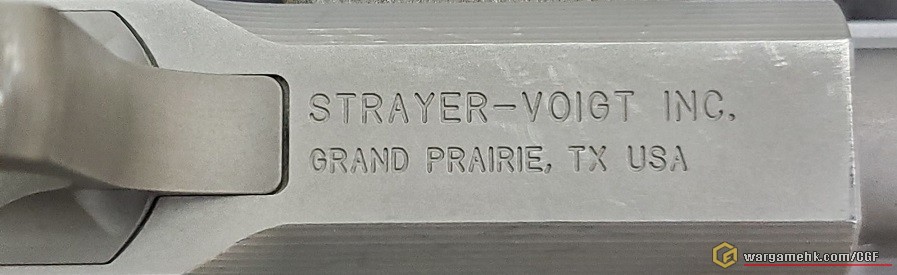 STRAYER-VOIGT INC.
GRAND PRAIRIE, TX USA
wargamehk.com/CGF